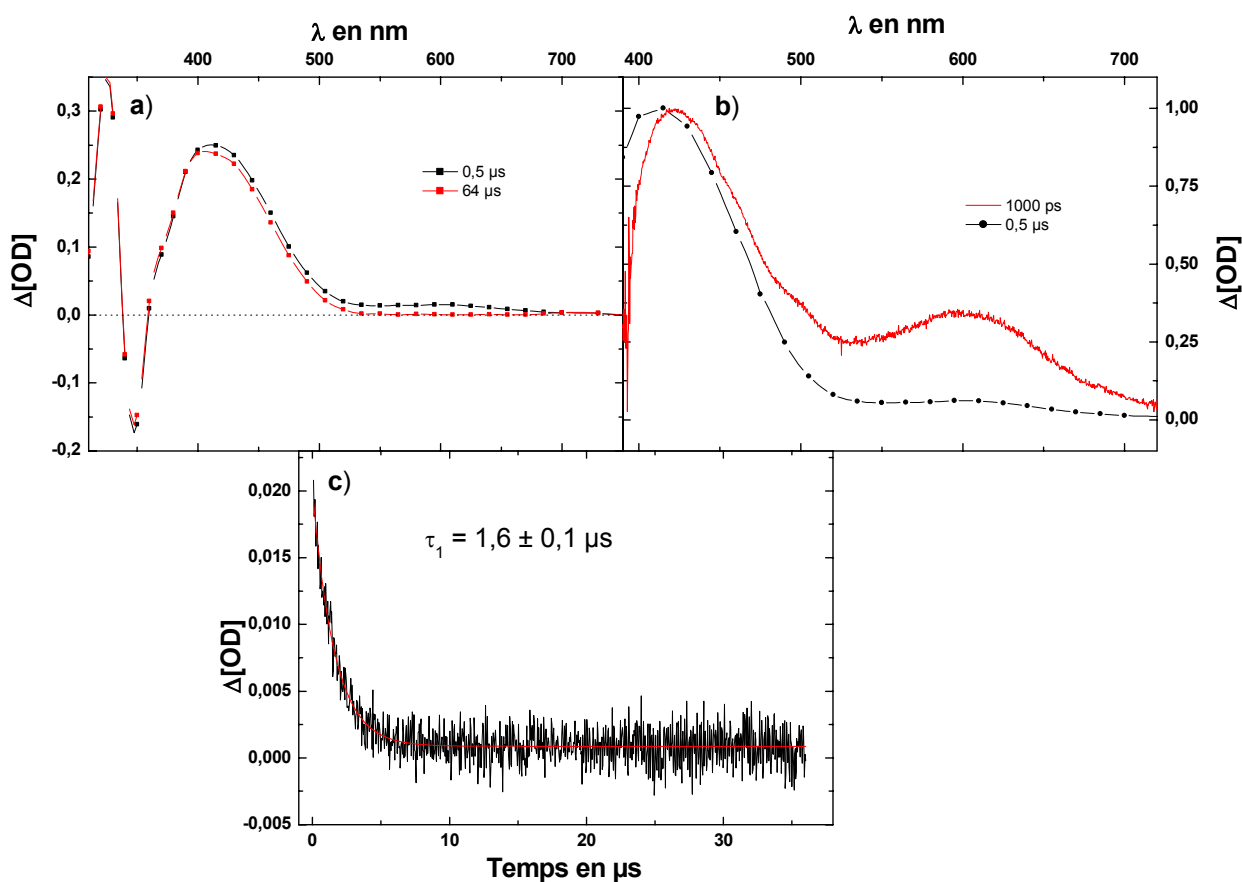 λ en nm
λ en nm
400 500 600 700
400 500 600 700
a)
b)
0,3
0,2
0,1
0,0
-0,1
-0,2
Δ[OD]
0,5 µs
64 µs
1000 ps
0,5 µs
1,00
0,75
0,50
0,25
0,00
Δ[OD]
c)
τ1 = 1,6 ± 0,1 µs
0,020
0,015
0,010
0,005
0,000
-0,005
Δ[OD]
0 10 20 30
Temps en µs